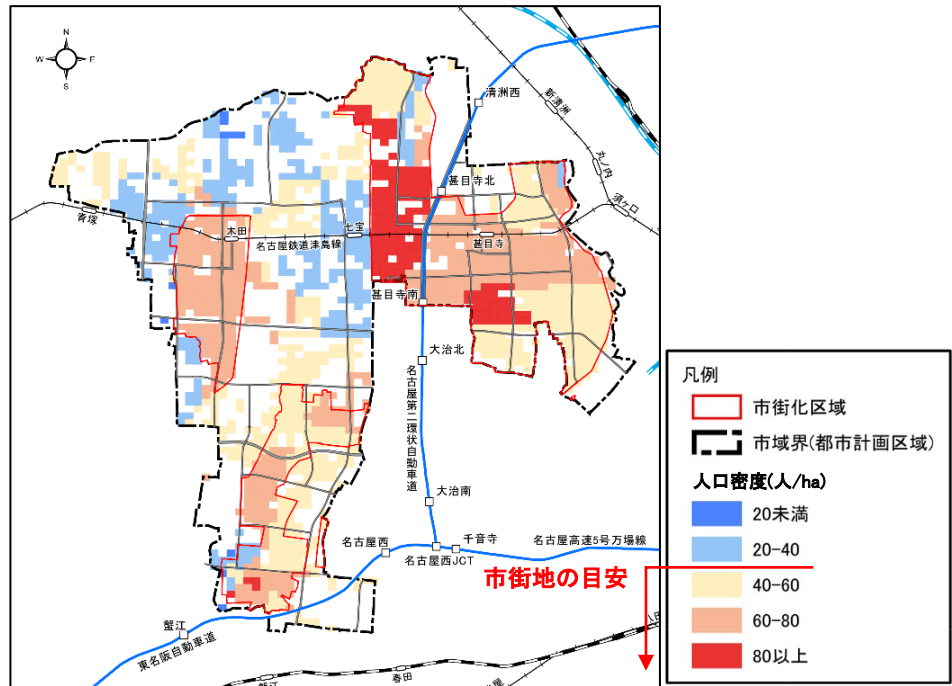 N
W
E
S
清洲西
新清洲
丸ノ内
須ケ口
甚目寺北
青塚
木田
七宝
名古屋鉄道津島線
甚目寺
甚目寺南
大治北
名古屋第二環状自動車道
大治南
名古屋西
千音寺
名古屋西JCT
名古屋高速5号万場線
市街地の目安
蟹江
東名阪自動車道
春田
蟹江
凡例
市街化区域
市域界(都市計画区域)
人口密度(人/ha)
20未満
20-40
40-60
60-80
80以上